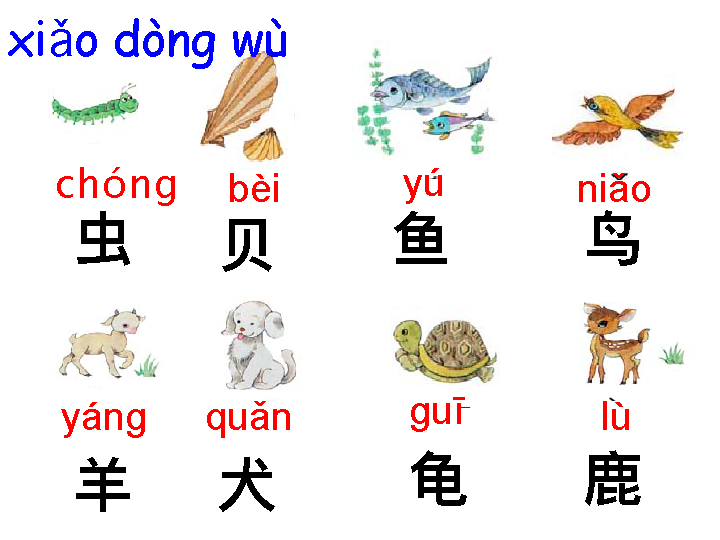 xiǎo dòng wù
chóng bèi yú niǎo
虫 贝 鱼 鸟
yáng quǎn guī lù
羊 犬 龟 鹿